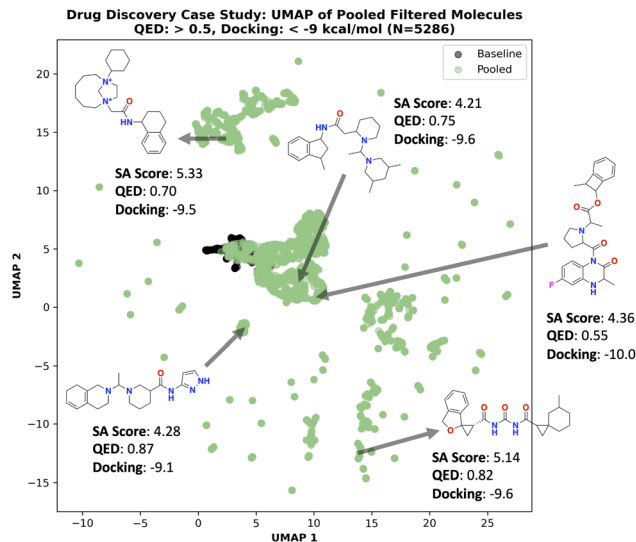 Drug Discovery Case Study: UMAP of Pooled Filtered Molecules
QED: > 0.5, Docking: < -9 kcal/mol (N=5286)
Baseline
Pooled
N+
N+
O
HN
SA Score: 5.33
QED: 0.70
Docking: -9.5
O
HN
N
N
SA Score: 4.21
QED: 0.75
Docking: -9.6
O
O
N
O
N
O
F
N
H
SA Score: 4.36
QED: 0.55
Docking: -10.0
O
N
N
N
H
NH
N
SA Score: 4.28
QED: 0.87
Docking: -9.1
O
O
O
O
N
H
N
H
SA Score: 5.14
QED: 0.82
Docking: -9.6
UMAP 2
20
15
10
5
0
−5
−10
−15
−10
−5
0
5
10
15
20
25
UMAP 1